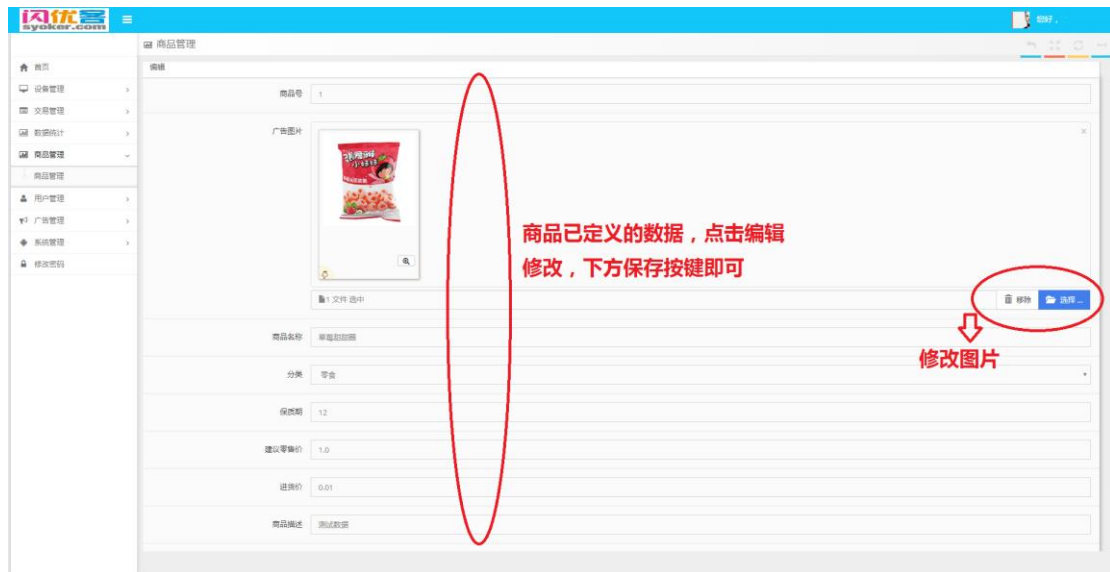 闪优客
syoker.com
您好，
商品管理
首页
编辑
设备管理
商品号 1
交易管理
数据统计
广告图片
商品管理
商品管理
用户管理
广告管理
系统管理
修改密码
张君雅
小妹妹
商品已定义的数据，点击编辑
修改，下方保存按键即可
1 文件 选中
移除 选择 ...
修改图片
商品名称 草莓甜甜圈
分类 零食
保质期 12
建议零售价 1.0
进货价 0.01
商品描述 测试数据